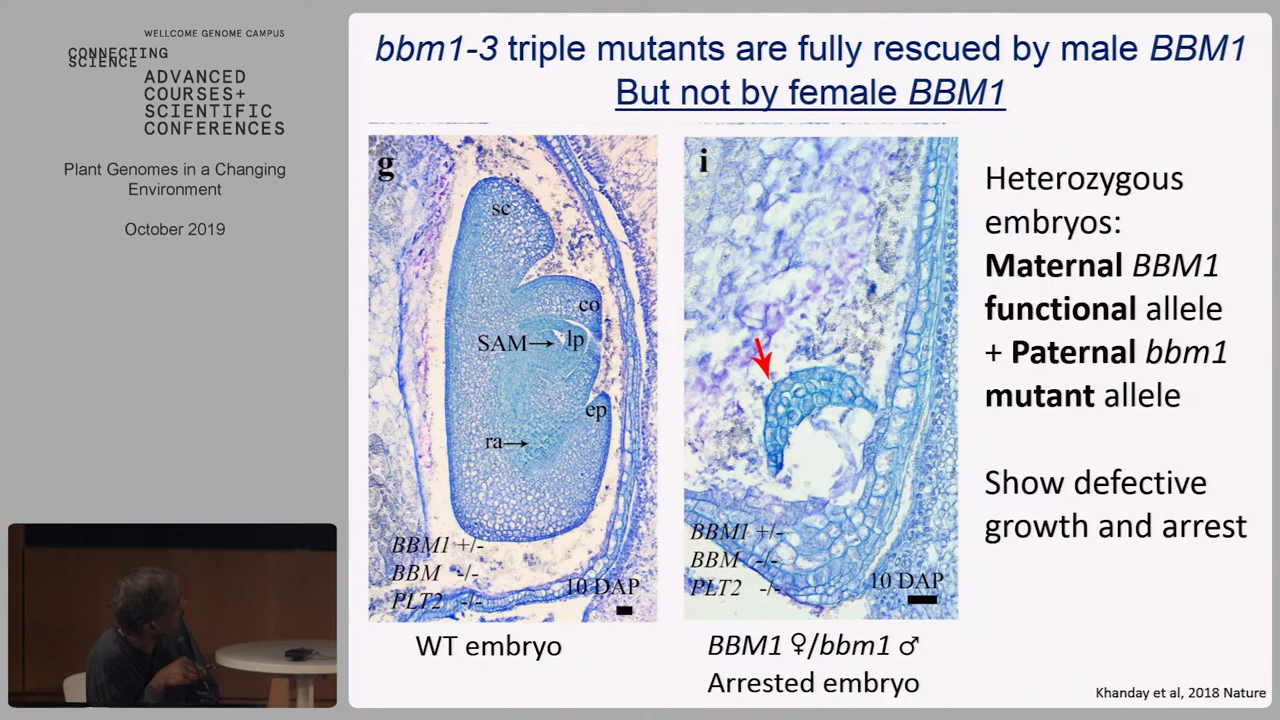 WELLCOME GENOME CAMPUS
CONNECTING
SCIENCE
ADVANCED
COURSES+
SCIENTIFIC
CONFERENCES
Plant Genomes in a Changing
Environment
October 2019
bbm1-3 triple mutants are fully rescued by male BBM1
But not by female BBM1
g
sc
co
SAM→
lp
ep
ra→
BBM1 +/-
BBM -/-
PLT2 -/-
10 DAP
WT embryo
i
BBM1 +/-
BBM -/-
PLT2 -/-
10 DAP
BBM1 ♀/bbm1 ♂
Arrested embryo
Heterozygous
embryos:
Maternal BBM1
functional allele
+ Paternal bbm1
mutant allele
Show defective
growth and arrest
Khanday et al, 2018 Nature